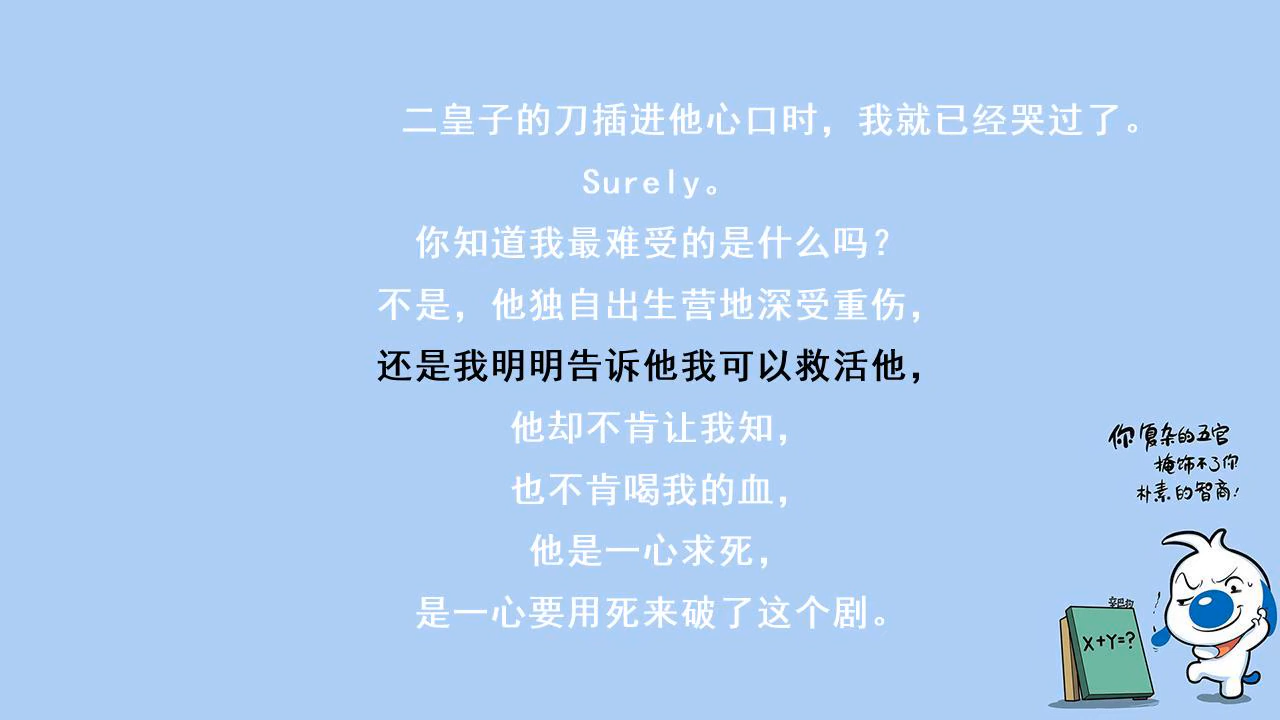 二皇子的刀插进他心口时，我就已经哭过了。
Surely。
你知道我最难受的是什么吗？
不是，他独自出生营地深受重伤，
还是我明明告诉他我可以救活他，
他却不肯让我知，
也不肯喝我的血，
他是一心求死，
是一心要用死来破了这个剧。
你复杂的五官
掩饰不了你
朴素的智商！
X+Y=?